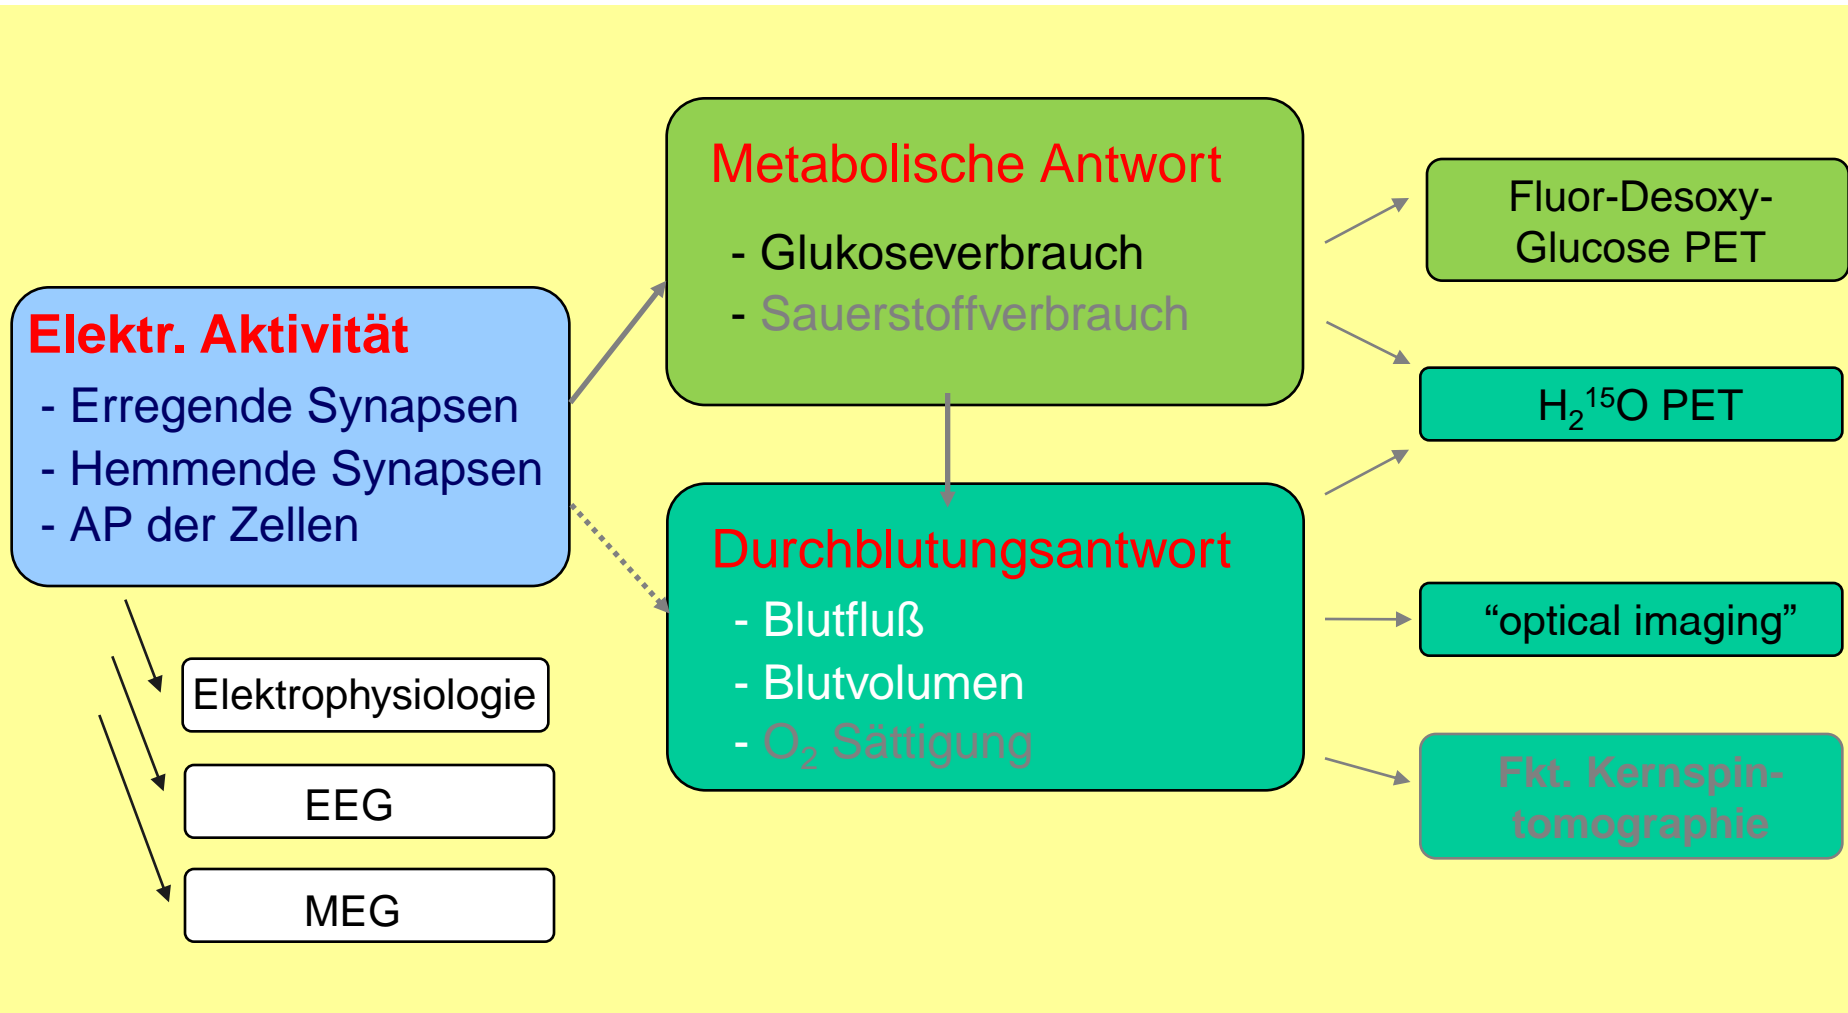 Metabolische Antwort
- Glukoseverbrauch
- Sauerstoffverbrauch
Fluor-Desoxy-
Glucose PET
Elektr. Aktivität
- Erregende Synapsen
- Hemmende Synapsen
- AP der Zellen
H₂¹⁵O PET
Durchblutungsantwort
- Blutfluß
- Blutvolumen
- O₂ Sättigung
“optical imaging”
Fkt. Kernspin-
tomographie
Elektrophysiologie
EEG
MEG